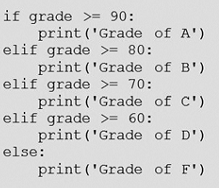 if grade >= 90:
    print('Grade of A')
elif grade >= 80:
    print('Grade of B')
elif grade >= 70:
    print('Grade of C')
elif grade >= 60:
    print('Grade of D')
else:
    print('Grade of F')